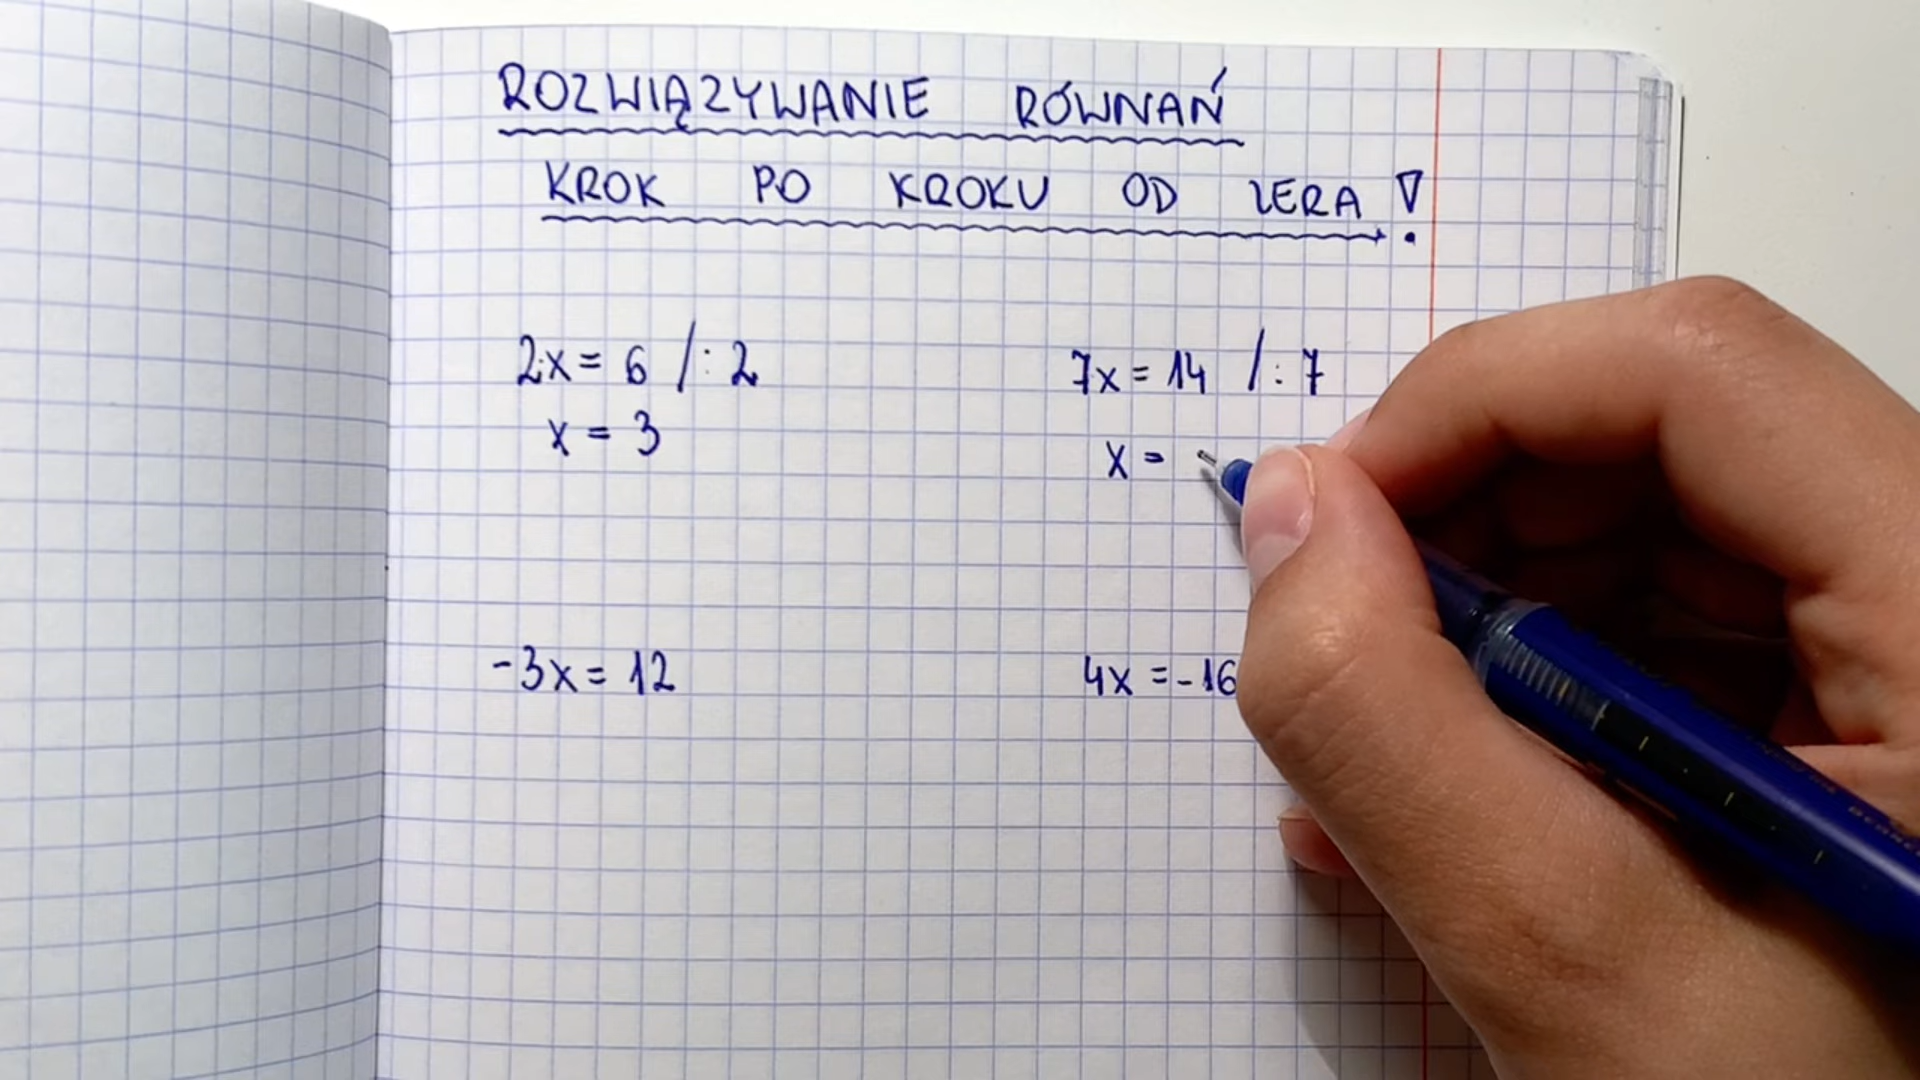 ROZWIĄZYWANIE RÓWNAŃ
KROK PO KROKU OD ZERA!
2x = 6 /: 2
x = 3
7x = 14 /: 7
x =
-3x = 12
4x = -16